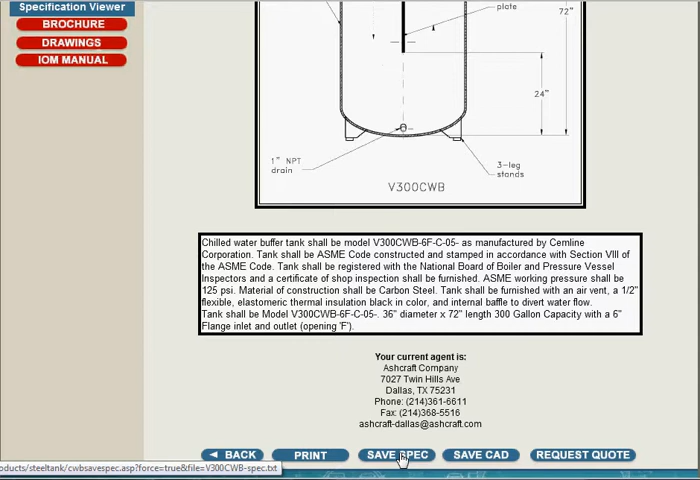 Specification Viewer
BROCHURE
DRAWINGS
IOM MANUAL
plate
72"
24"
1" NPT
drain
3-leg
stands
V300CWB
Chilled water buffer tank shall be model V300CWB-6F-C-05- as manufactured by Cemline
Corporation. Tank shall be ASME Code constructed and stamped in accordance with Section VIII of
the ASME Code. Tank shall be registered with the National Board of Boiler and Pressure Vessel
Inspectors and a certificate of shop inspection shall be furnished. ASME working pressure shall be
125 psi. Material of construction shall be Carbon Steel. Tank shall be furnished with an air vent, a 1/2"
flexible, elastomeric thermal insulation black in color, and internal baffle to divert water flow.
Tank shall be Model V300CWB-6F-C-05-. 36" diameter x 72" length 300 Gallon Capacity with a 6"
Flange inlet and outlet (opening 'F').
Your current agent is:
Ashcraft Company
7027 Twin Hills Ave
Dallas, TX 75231
Phone: (214)361-6611
Fax: (214)368-5516
ashcraft-dallas@ashcraft.com
BACK PRINT SAVE SPEC SAVE CAD REQUEST QUOTE
oducts/steeltank/cwbsavespec.asp?force=true&file=V300CWB-spec.txt